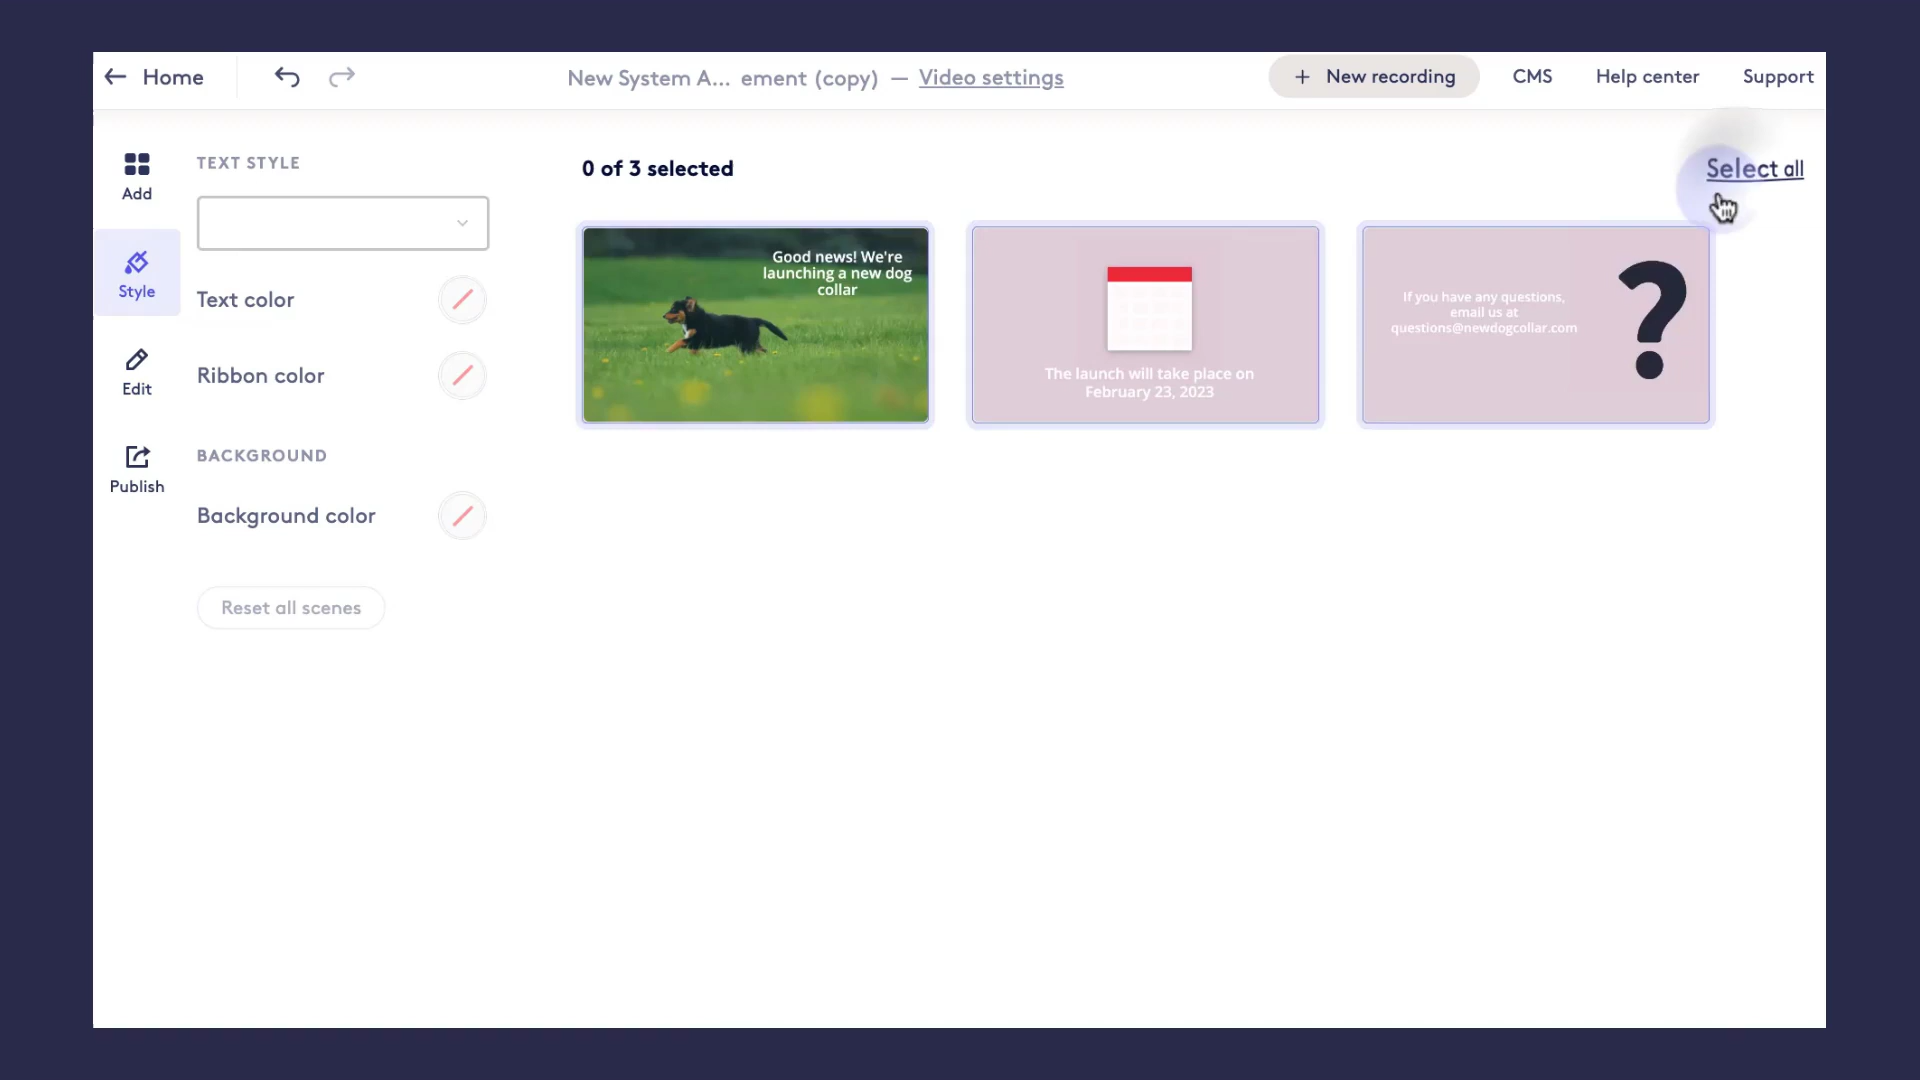 Home
New System A... ement (copy) — Video settings
+ New recording
CMS
Help center
Support
Add
Style
Edit
Publish
TEXT STYLE
Text color
Ribbon color
BACKGROUND
Background color
Reset all scenes
0 of 3 selected
Select all
Good news! We're
launching a new dog
collar
The launch will take place on
February 23, 2023
If you have any questions,
email us at
questions@newdogcollar.com
?